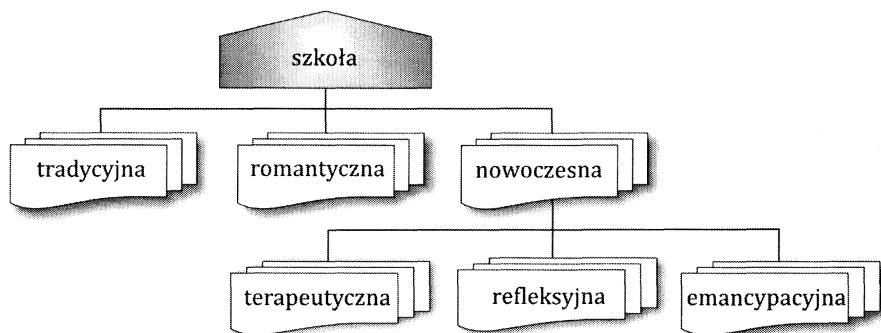 szkoła
tradycyjna
romantyczna
nowoczesna
terapeutyczna
refleksyjna
emancypacyjna